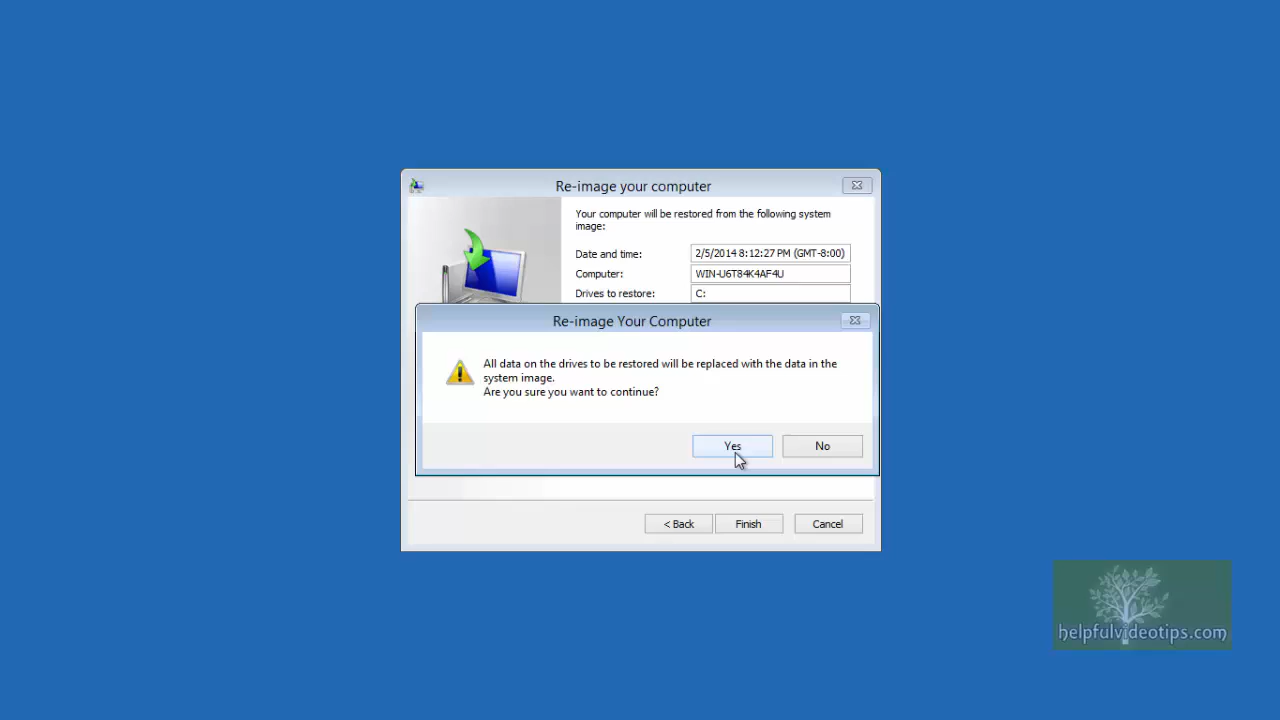 Re-image your computer
Your computer will be restored from the following system
image:
Date and time: 2/5/2014 8:12:27 PM (GMT-8:00)
Computer: WIN-U6T84K4AF4U
Drives to restore: C:
Re-image Your Computer
All data on the drives to be restored will be replaced with the data in the
system image.
Are you sure you want to continue?
Yes No
< Back Finish Cancel
helpfulvideotips.com